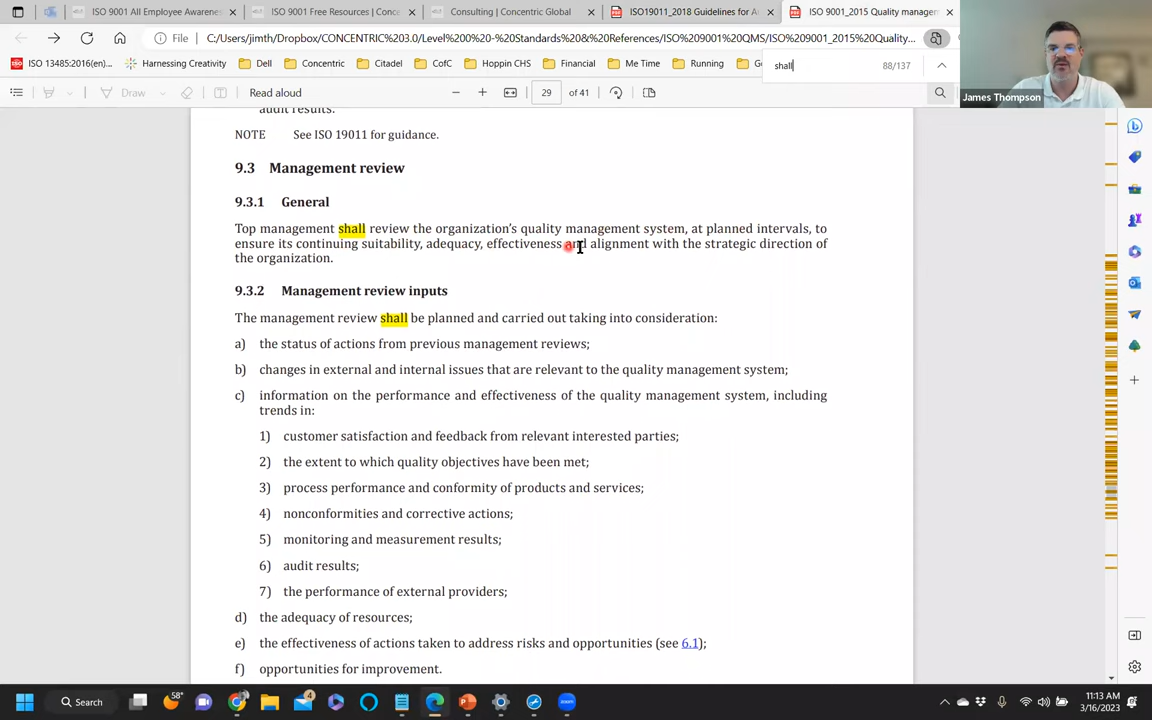 ISO 9001 All Employee Awarenes
ISO 9001 Free Resources | Conce
Consulting | Concentric Global
ISO19011_2018 Guidelines for A
ISO 9001_2015 Quality managem
File
C:/Users/jimth/Dropbox/CONCENTRIC%203.0/Level%200%20-%20Standards%20&%20References/ISO%209001%20QMS/ISO%209001_2015%20Quality...
ISO 13485:2016(en)...
Harnessing Creativity
Dell
Concentric
Citadel
CofC
Hoppin CHS
Financial
Me Time
Running
shall
88/137
Draw
Read aloud
29
of 41
James Thompson
audit results.
NOTE See ISO 19011 for guidance.
9.3 Management review
9.3.1 General
Top management shall review the organization's quality management system, at planned intervals, to
ensure its continuing suitability, adequacy, effectiveness and alignment with the strategic direction of
the organization.
9.3.2 Management review inputs
The management review shall be planned and carried out taking into consideration:
a) the status of actions from previous management reviews;
b) changes in external and internal issues that are relevant to the quality management system;
c) information on the performance and effectiveness of the quality management system, including
trends in:
1) customer satisfaction and feedback from relevant interested parties;
2) the extent to which quality objectives have been met;
3) process performance and conformity of products and services;
4) nonconformities and corrective actions;
5) monitoring and measurement results;
6) audit results;
7) the performance of external providers;
d) the adequacy of resources;
e) the effectiveness of actions taken to address risks and opportunities (see 6.1);
f) opportunities for improvement.
Search
58°
4
11:13 AM
3/16/2023